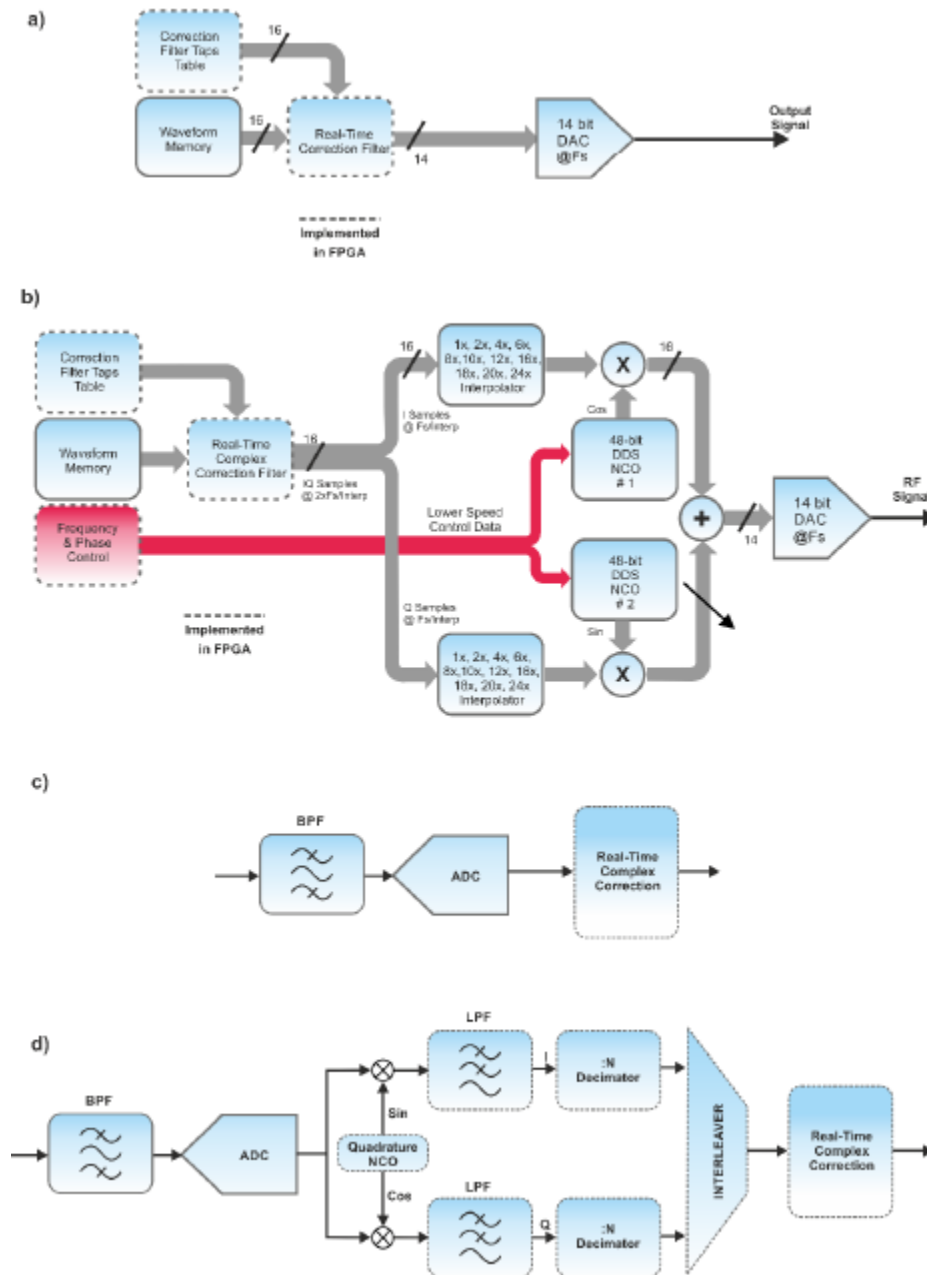 a)
Correction
Filter Taps
Table
16
Waveform
Memory
16
Real-Time
Correction Filter
14
14 bit
DAC
@Fs
Output
Signal
Implemented
in FPGA
b)
Correction
Filter Taps
Table
Waveform
Memory
Frequency
& Phase
Control
Real-Time
Complex
Correction Filter
16
IQ Samples
@ 2xFs/Interp
16
I Samples
@ Fs/Interp
1x, 2x, 4x, 6x,
8x,10x, 12x, 16x,
18x, 20x, 24x
Interpolator
X
16
Cos
48-bit
DDS
NCO
# 1
Lower Speed
Control Data
48-bit
DDS
NCO
# 2
Sin
+
14
14 bit
DAC
@Fs
RF
Signal
Q Samples
@ Fs/Interp
1x, 2x, 4x, 6x,
8x,10x, 12x, 16x,
18x, 20x, 24x
Interpolator
X
Implemented
in FPGA
c)
BPF
ADC
Real-Time
Complex
Correction
d)
BPF
ADC
Sin
Quadrature
NCO
Cos
LPF
I
:N
Decimator
LPF
Q
:N
Decimator
INTERLEAVER
Real-Time
Complex
Correction